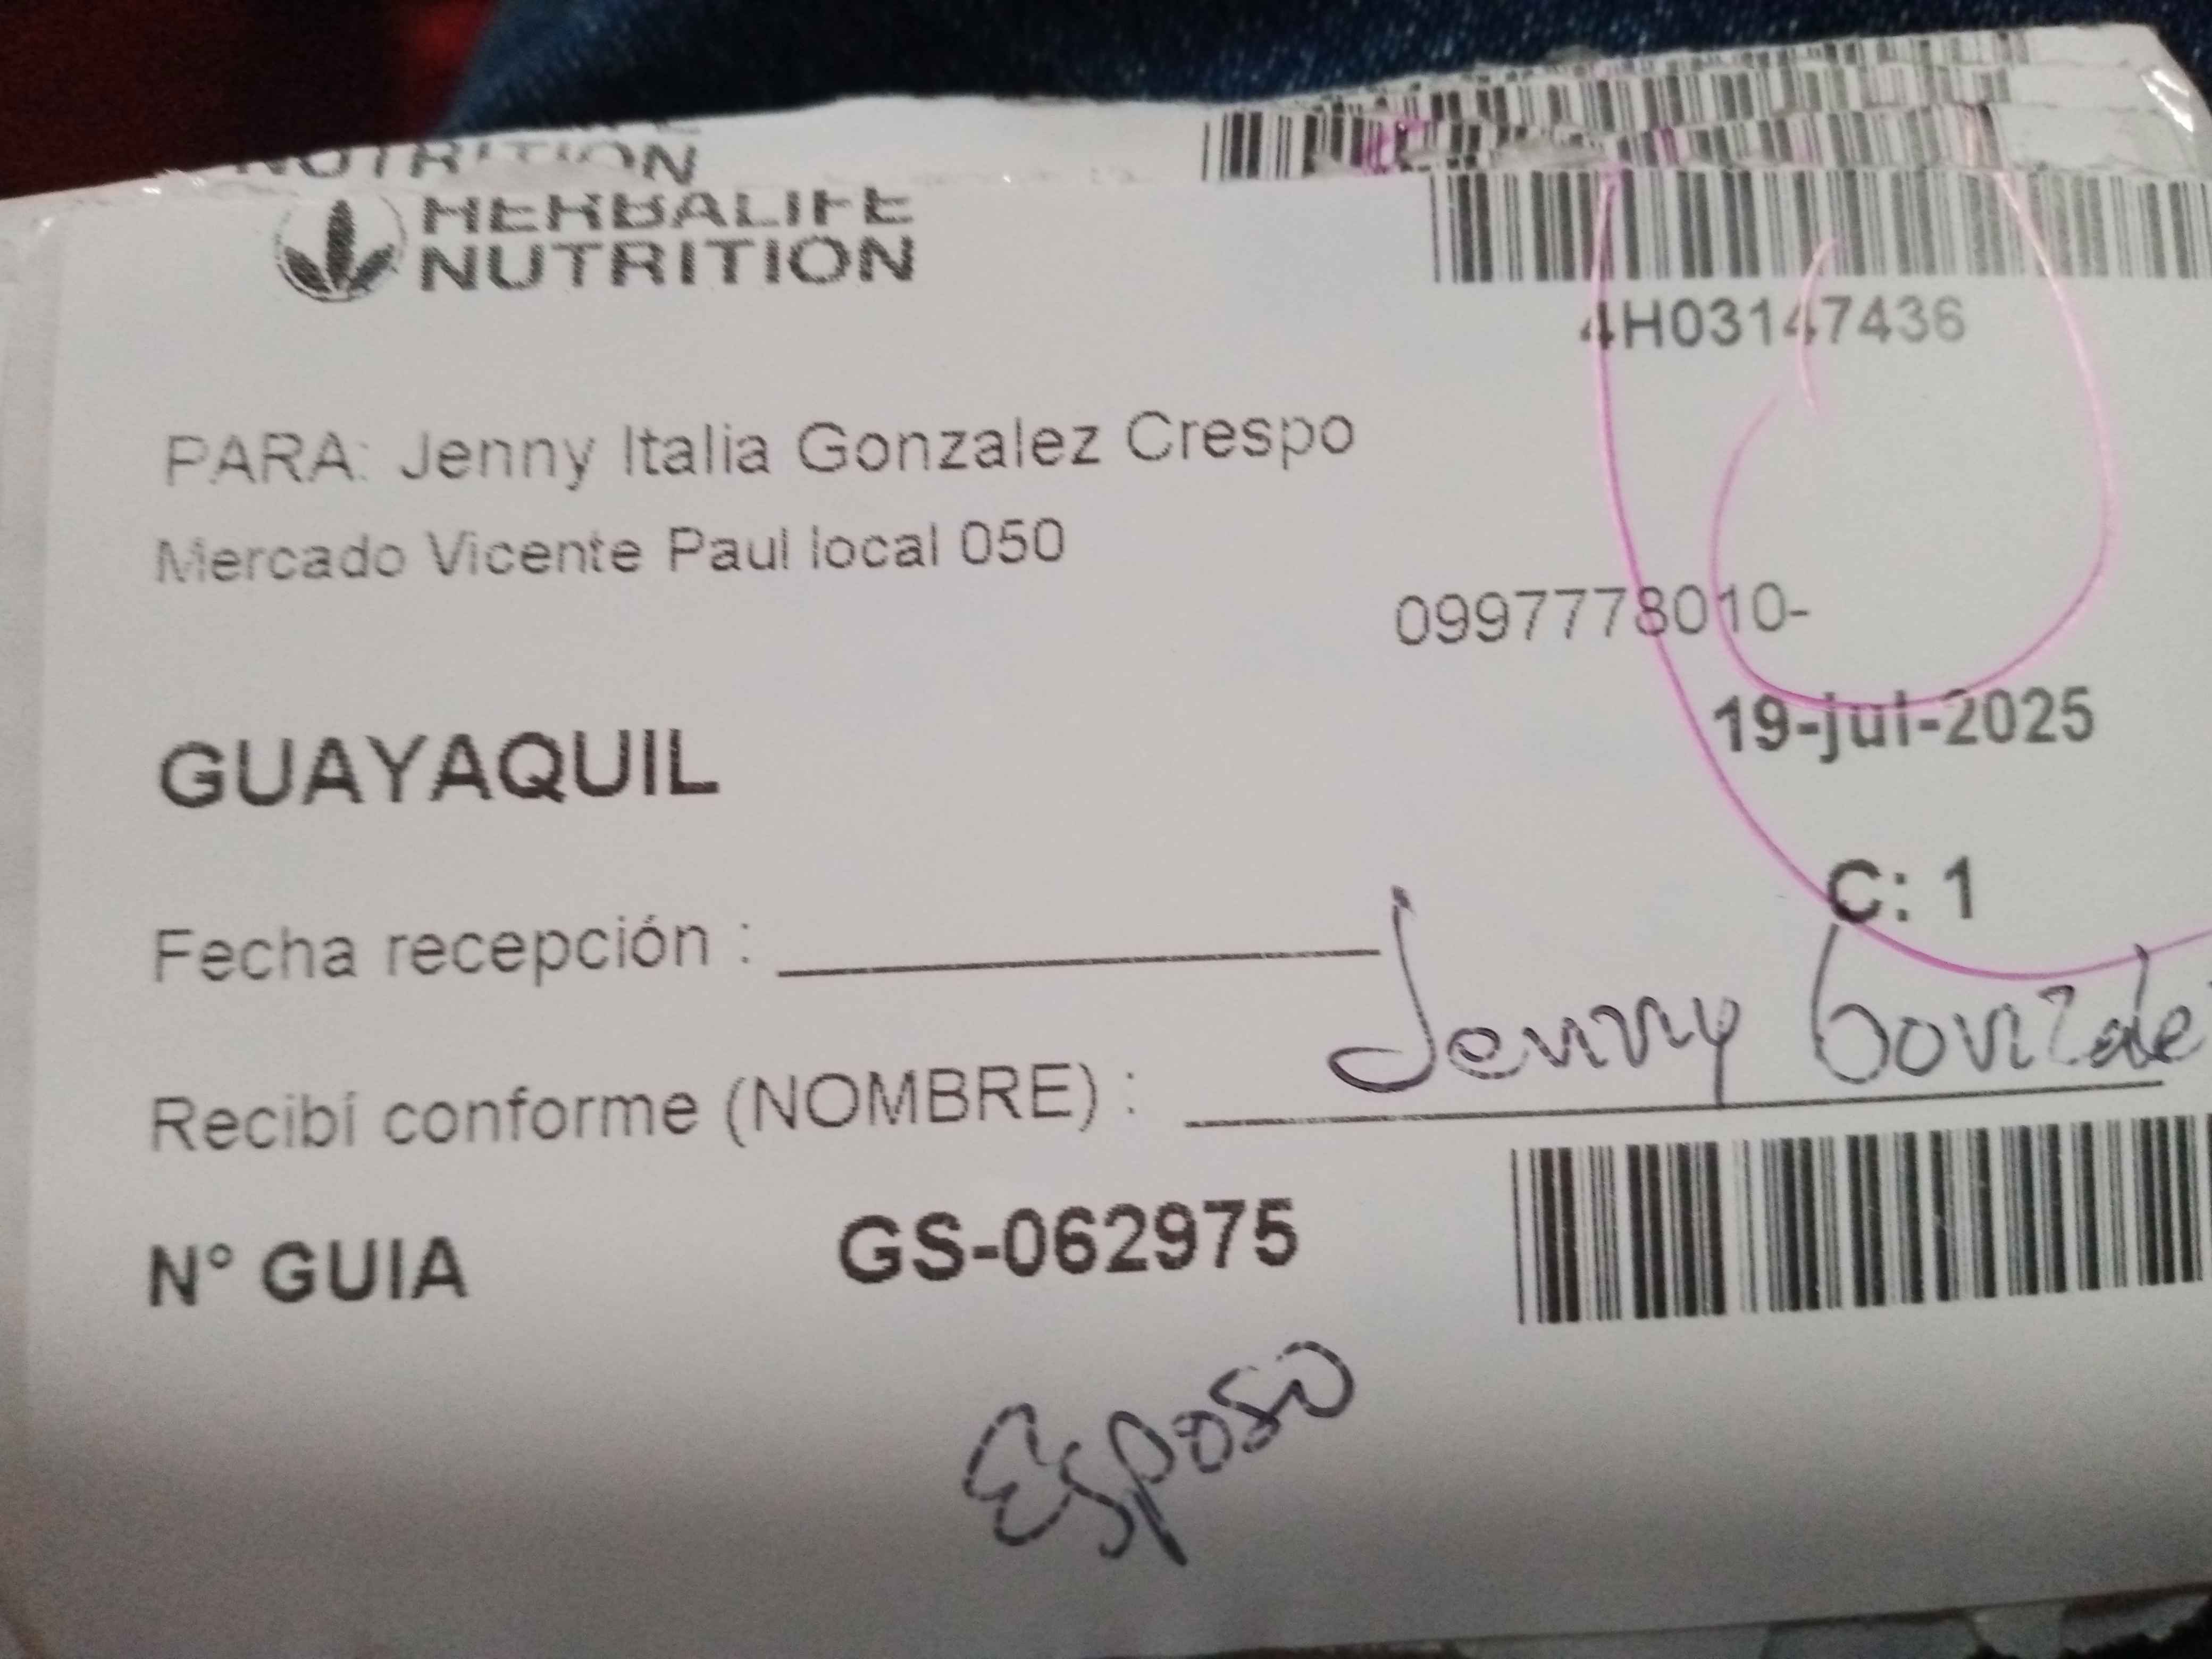 NUTRITION
HERBALIFE
NUTRITION
4H03147436
PARA: Jenny Italia Gonzalez Crespo
Mercado Vicente Paul local 050
0997778010-
19-jul-2025
GUAYAQUIL
C: 1
Fecha recepción :
Recibí conforme (NOMBRE) : Jenny Gonzale
N° GUIA GS-062975
Esposo